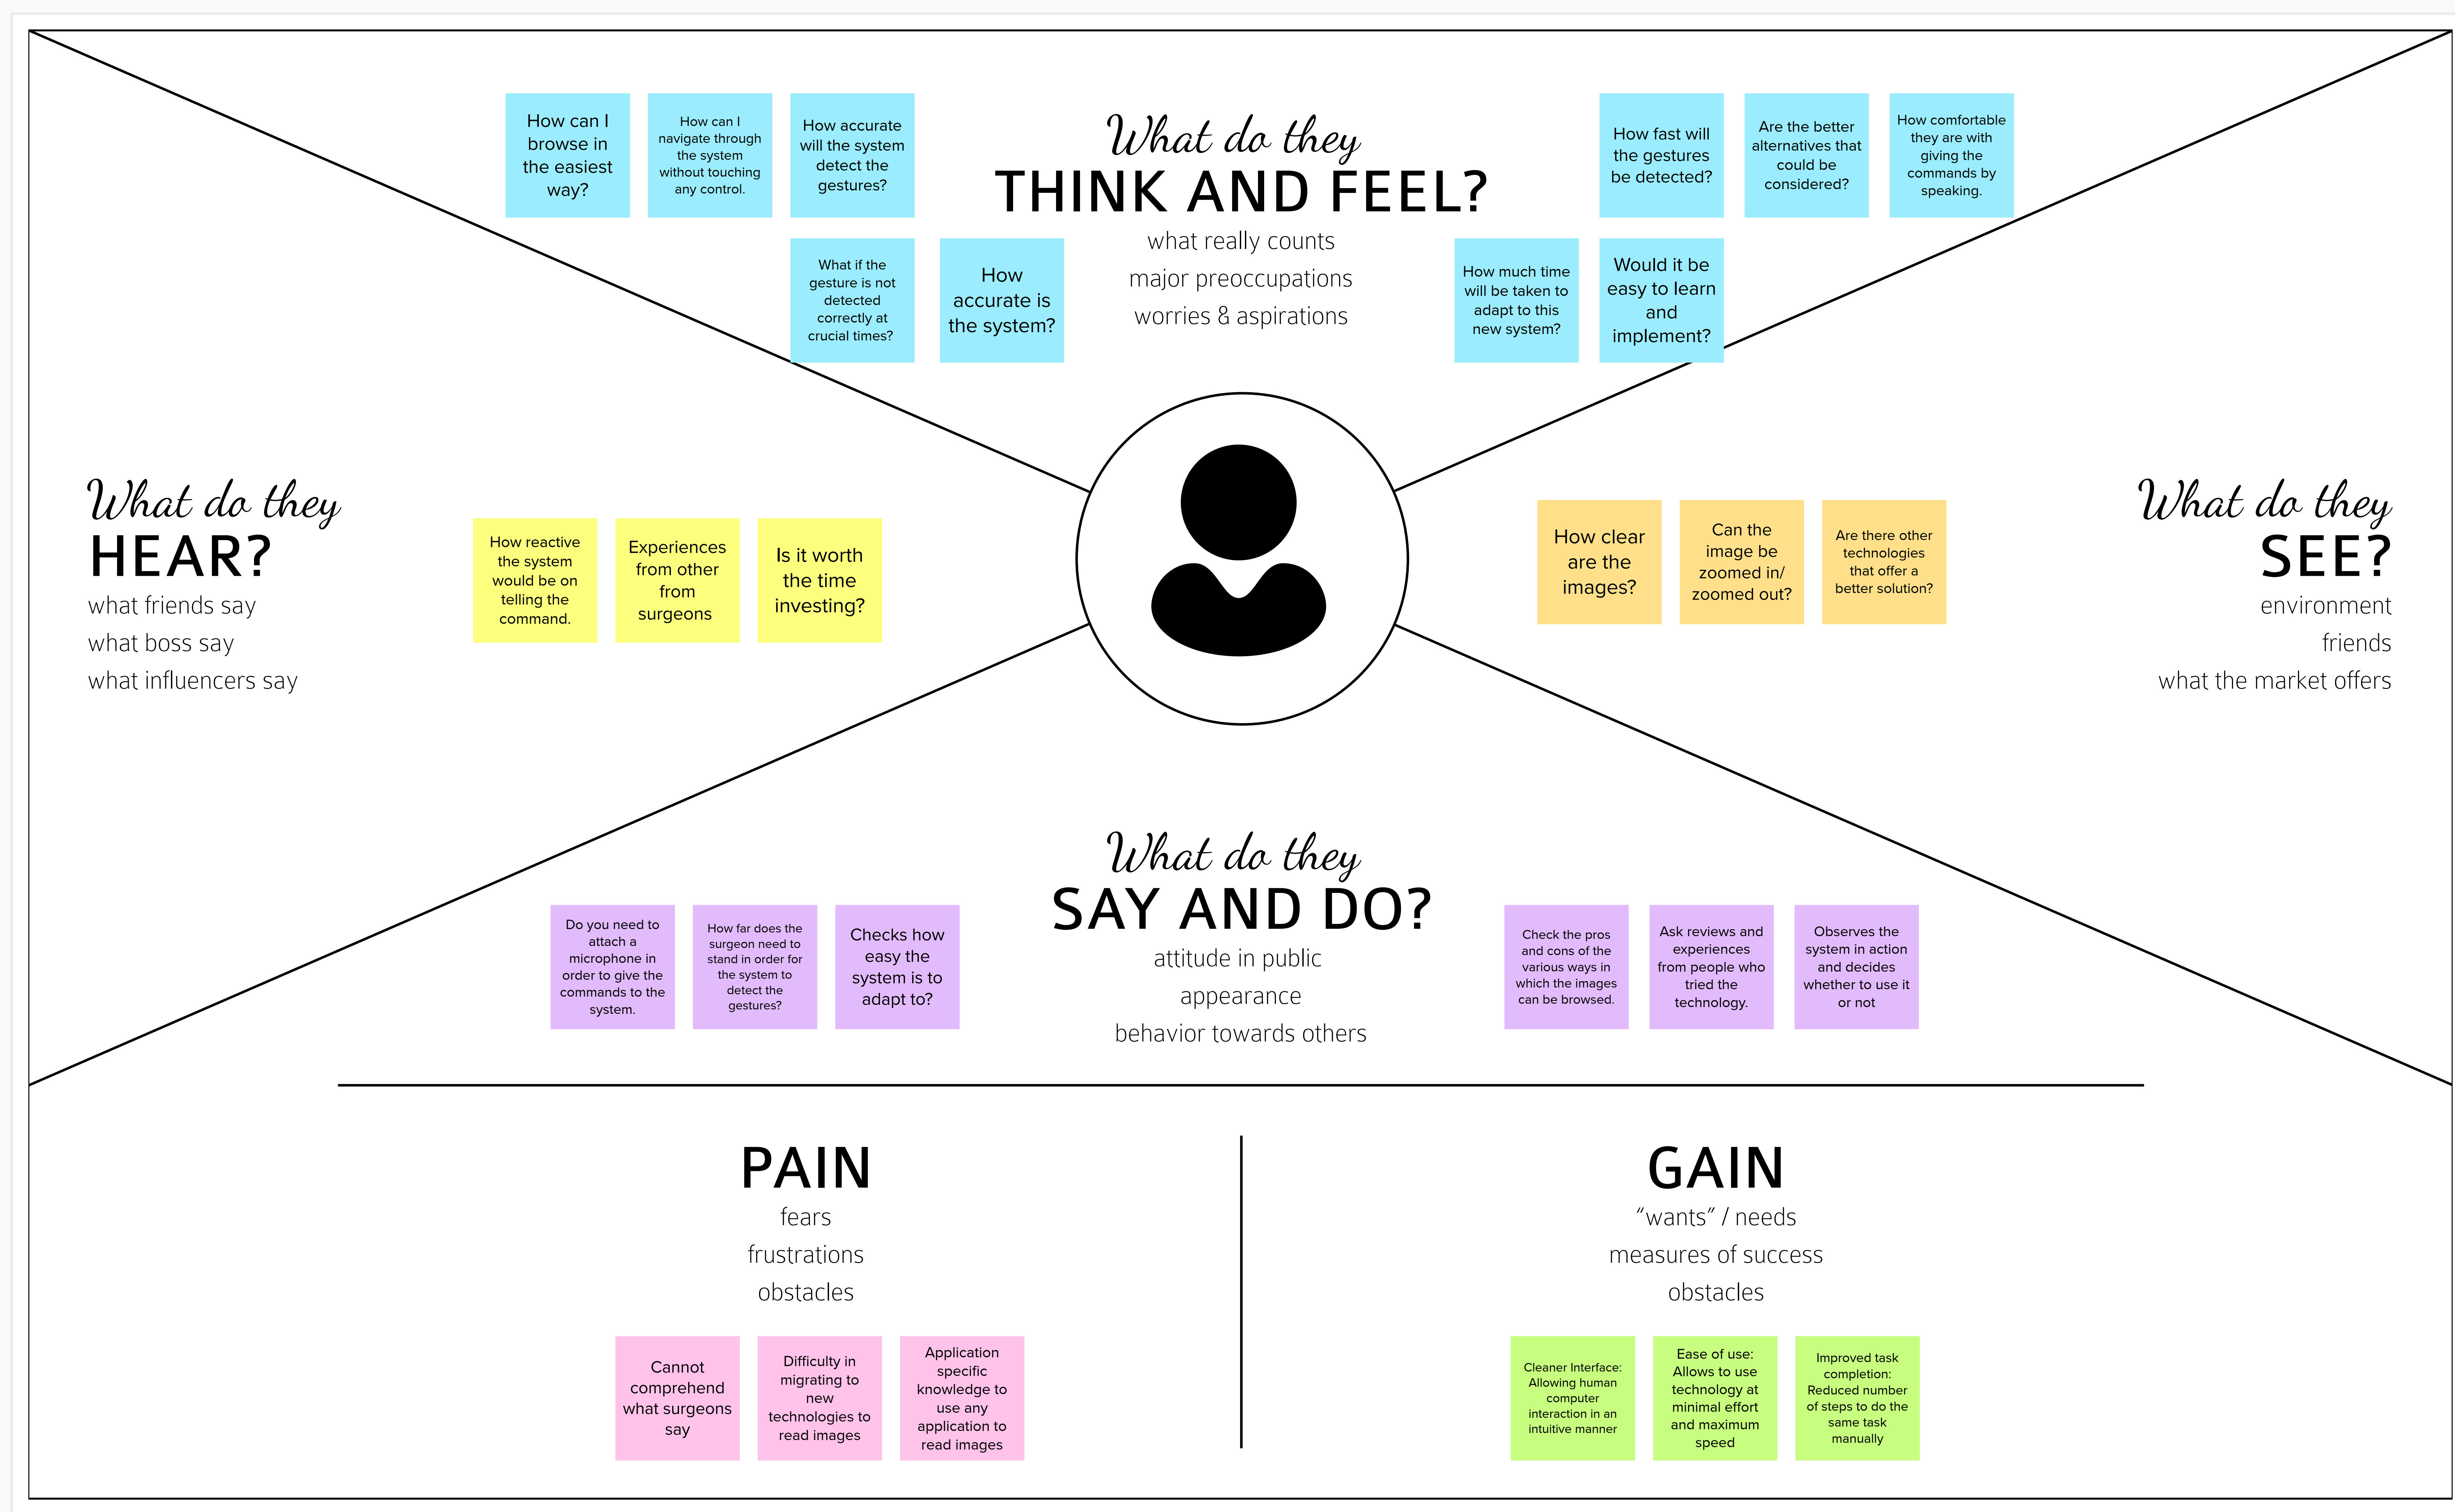 How can I
browse in
the easiest
way?
How can I
navigate through
the system
without touching
any control.
How accurate
will the system
detect the
gestures?
What if the
gesture is not
detected
correctly at
crucial times?
How
accurate is
the system?
What do they
THINK AND FEEL?
what really counts
major preoccupations
worries & aspirations
How fast will
the gestures
be detected?
Are the better
alternatives that
could be
considered?
How comfortable
they are with
giving the
commands by
speaking.
How much time
will be taken to
adapt to this
new system?
Would it be
easy to learn
and
implement?
What do they
HEAR?
what friends say
what boss say
what influencers say
How reactive
the system
would be on
telling the
command.
Experiences
from other
from
surgeons
Is it worth
the time
investing?
How clear
are the
images?
Can the
image be
zoomed in/
zoomed out?
Are there other
technologies
that offer a
better solution?
What do they
SEE?
environment
friends
what the market offers
Do you need to
attach a
microphone in
order to give the
commands to the
system.
How far does the
surgeon need to
stand in order for
the system to
detect the
gestures?
Checks how
easy the
system is to
adapt to?
What do they
SAY AND DO?
attitude in public
appearance
behavior towards others
Check the pros
and cons of the
various ways in
which the images
can be browsed.
Ask reviews and
experiences
from people who
tried the
technology.
Observes the
system in action
and decides
whether to use it
or not
PAIN
fears
frustrations
obstacles
Cannot
comprehend
what surgeons
say
Difficulty in
migrating to
new
technologies to
read images
Application
specific
knowledge to
use any
application to
read images
GAIN
“wants” / needs
measures of success
obstacles
Cleaner Interface:
Allowing human
computer
interaction in an
intuitive manner
Ease of use:
Allows to use
technology at
minimal effort
and maximum
speed
Improved task
completion:
Reduced number
of steps to do the
same task
manually